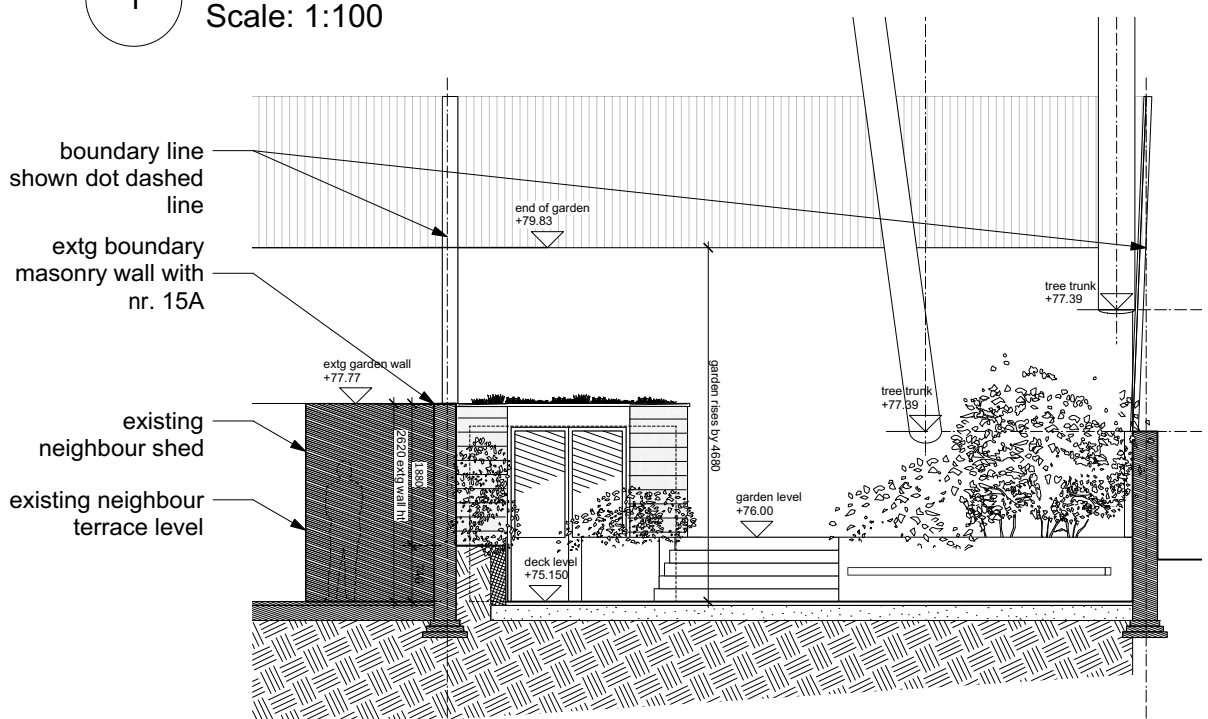 1
Scale: 1:100
boundary line
shown dot dashed
line
end of garden
+79.83
extg boundary
masonry wall with
nr. 15A
tree trunk
+77.39
extg garden wall
+77.77
garden rises by 4680
tree trunk
+77.39
existing
neighbour shed
2620 extg wall ht
1880
existing neighbour
terrace level
garden level
+76.00
deck level
+75.150
740